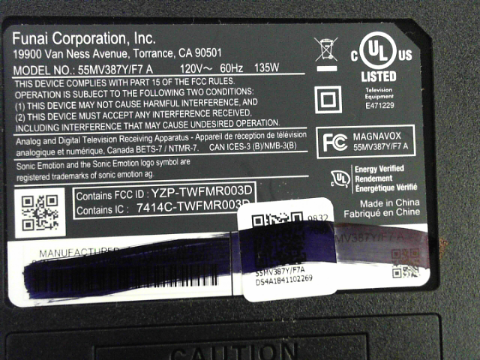 Funai Corporation, Inc.
19900 Van Ness Avenue, Torrance, CA 90501
MODEL NO.: 55MV387Y/F7 A 120V~ 60Hz 135W
THIS DEVICE COMPLIES WITH PART 15 OF THE FCC RULES.
OPERATION IS SUBJECT TO THE FOLLOWING TWO CONDITIONS:
(1) THIS DEVICE MAY NOT CAUSE HARMFUL INTERFERENCE, AND
(2) THIS DEVICE MUST ACCEPT ANY INTERFERENCE RECEIVED,
INCLUDING INTERFERENCE THAT MAY CAUSE UNDESIRED OPERATION.
Analog and Digital Television Receiving Apparatus - Appareil de réception de télévision
analogique et numérique, Canada BETS-7 / NTMR-7. CAN ICES-3 (B)/NMB-3(B)
Sonic Emotion and the Sonic Emotion logo symbol are
registered trademarks of sonic emotion ag.
Contains FCC ID : YZP-TWFMR003D
Contains IC : 7414C-TWFMR003D
C UL US
LISTED
Television
Equipment
E471229
FC MAGNAVOX
55MV387Y/F7 A
Energy Verified
Rendement
Énergétique Vérifié
Made in China
Fabriqué en Chine
MANUFACTURED
0832
55MV387Y/F7A
55MV387Y/F7A
DS4A1B41102269
CAUTION